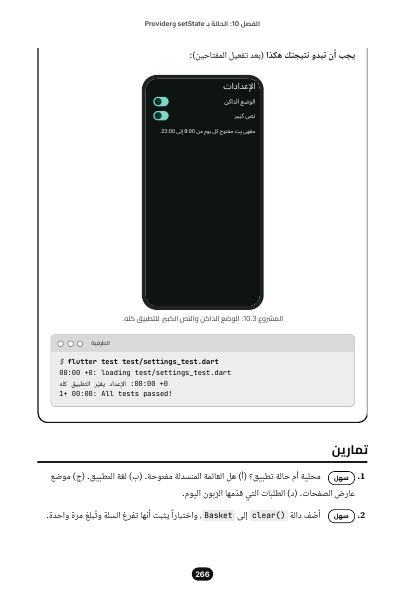 الفصل 10: الحالة بـ setState وProvider
يجب أن تبدو نتيجتك هكذا (بعد تفعيل المفتاحين):
الإعدادات
الوضع الداكن
نص كبير
مقهى بيت مفتوح كل يوم من 8:00 إلى 22:00.
المشروع 10.3: الوضع الداكن والنص الكبير، للتطبيق كله.
الطرفية
$ flutter test test/settings_test.dart
00:00 +0: loading test/settings_test.dart
00:00 +0: الإعداد يغيّر التطبيق كله
00:00 +1: All tests passed!
تمارين
1. سهل محلية أم حالة تطبيق؟ (أ) هل القائمة المنسدلة مفتوحة. (ب) لغة التطبيق. (ج) موضع
عارض الصفحات. (د) الطلبات التي قدّمها الزبون اليوم.
2. سهل أضف دالة clear() إلى Basket، واختباراً يثبت أنها تفرغ السلة وتُبلغ مرة واحدة.
266